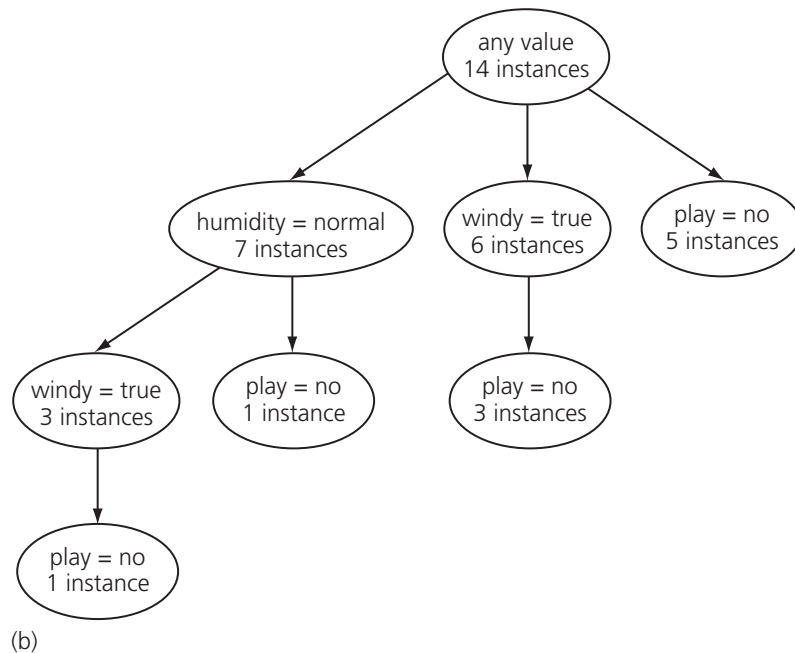 any value
14 instances
humidity = normal
7 instances
windy = true
6 instances
play = no
5 instances
windy = true
3 instances
play = no
1 instance
play = no
3 instances
play = no
1 instance
(b)